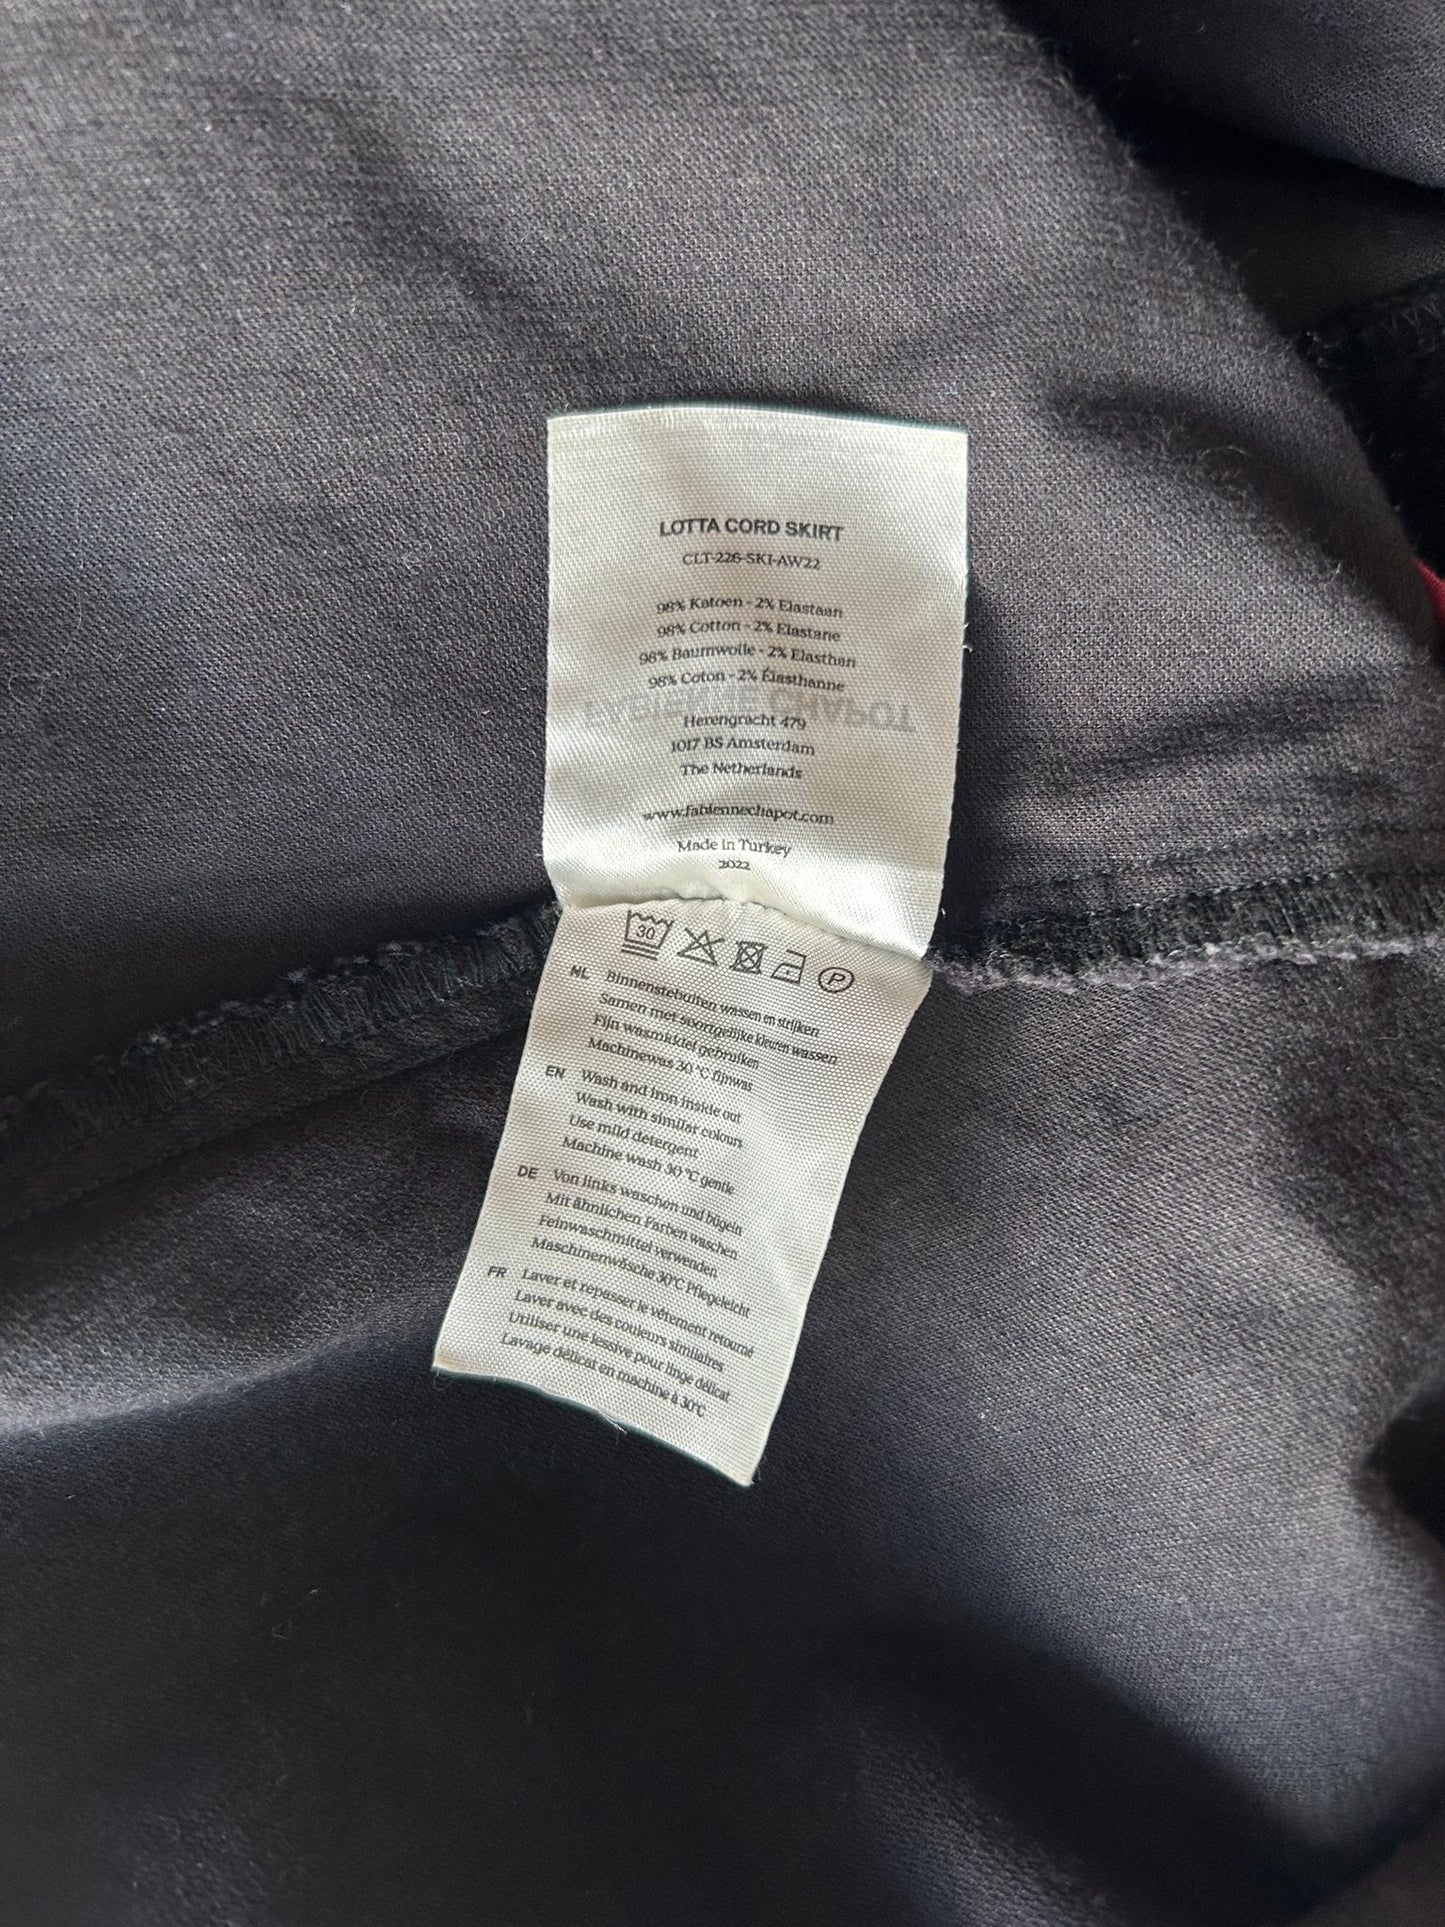 LOTTA CORD SKIRT
CLT-226-SKI-AW22
98% Katoen - 2% Elastaan
98% Cotton - 2% Elastane
98% Baumwolle - 2% Elasthan
98% Coton - 2% Élasthanne
FABIENNE CHAPOT
Herengracht 479
1017 BS Amsterdam
The Netherlands
www.fabiennechapot.com
Made in Turkey
2022
30 P
NL Binnenstebuiten wassen en strijken
Samen met soortgelijke kleuren wassen
Fijn wasmiddel gebruiken
Machinewas 30 °C fijnwas
EN Wash and iron inside out
Wash with similar colours
Use mild detergent
Machine wash 30 °C gentle
DE Von links waschen und bügeln
Mit ähnlichen Farben waschen
Feinwaschmittel verwenden
Maschinenwäsche 30°C Pflegeleicht
FR Laver et repasser le vêtement retourné
Laver avec des couleurs similaires
Utiliser une lessive pour linge délicat
Lavage délicat en machine à 30°C